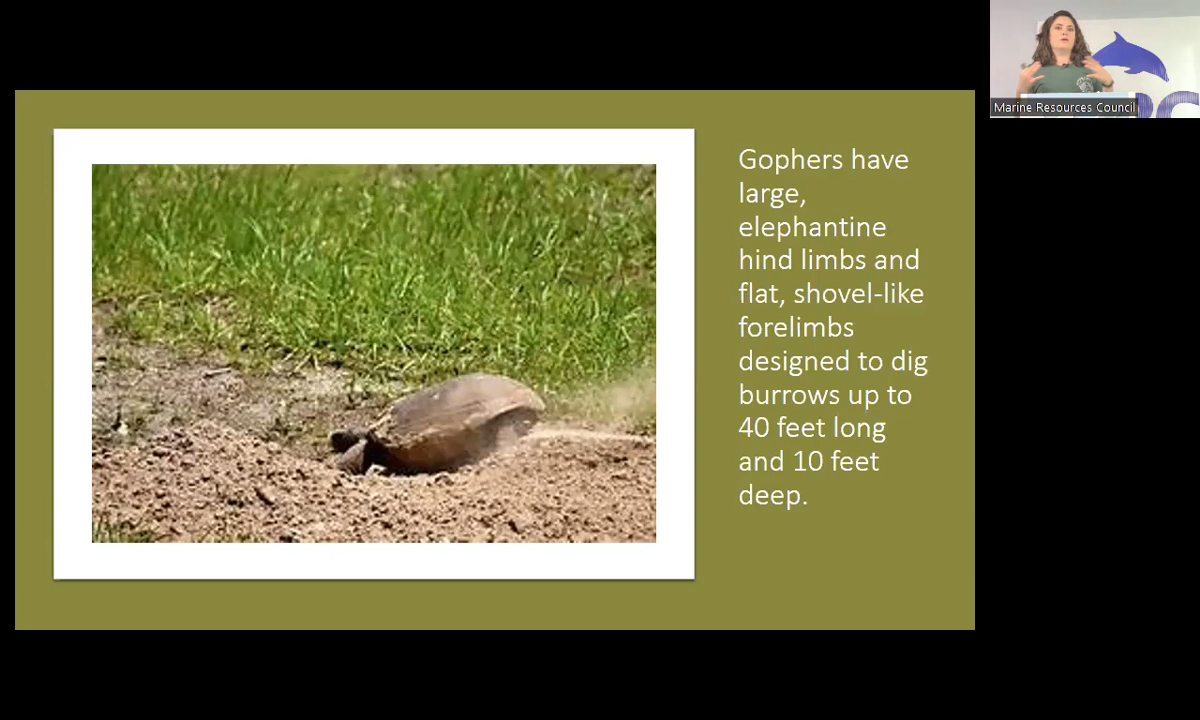 Gophers have
large,
elephantine
hind limbs and
flat, shovel-like
forelimbs
designed to dig
burrows up to
40 feet long
and 10 feet
deep.
Marine Resources Council